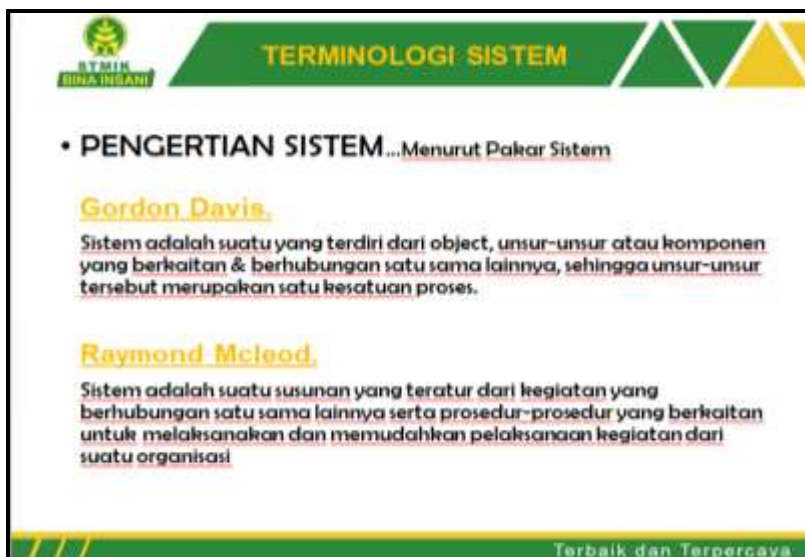 STMIK
BINA INSANI
TERMINOLOGI SISTEM
• PENGERTIAN SISTEM...Menurut Pakar Sistem
Gordon Davis.
Sistem adalah suatu yang terdiri dari object, unsur-unsur atau komponen
yang berkaitan & berhubungan satu sama lainnya, sehingga unsur-unsur
tersebut merupakan satu kesatuan proses.
Raymond Mcleod.
Sistem adalah suatu susunan yang teratur dari kegiatan yang
berhubungan satu sama lainnya serta prosedur-prosedur yang berkaitan
untuk melaksanakan dan memudahkan pelaksanaan kegiatan dari
suatu organisasi
Terbaik dan Terpercaya